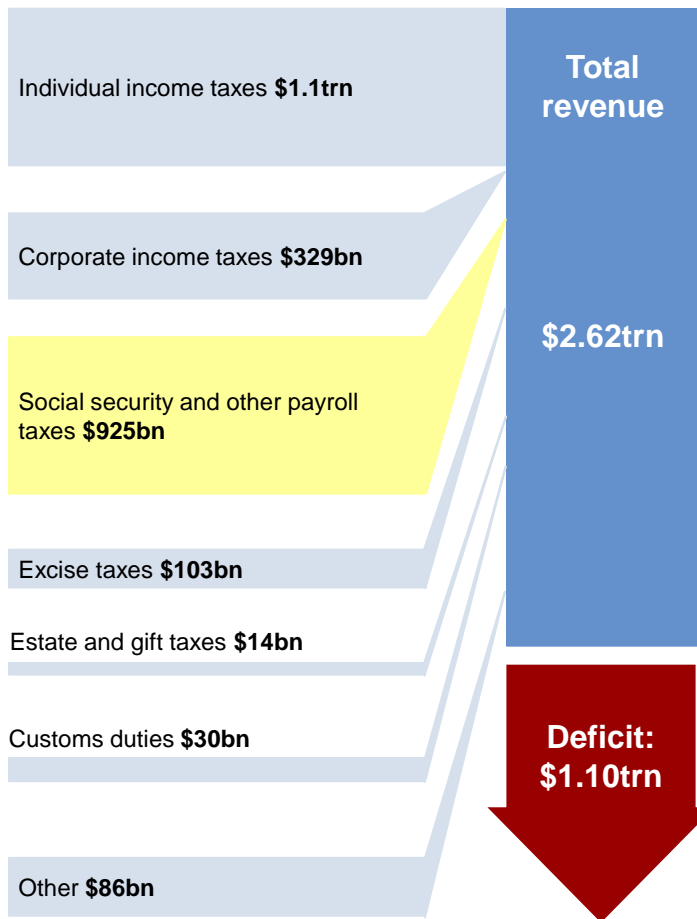 Individual income taxes $1.1trn
Total
revenue
Corporate income taxes $329bn
$2.62trn
Social security and other payroll
taxes $925bn
Excise taxes $103bn
Estate and gift taxes $14bn
Customs duties $30bn
Deficit:
$1.10trn
Other $86bn